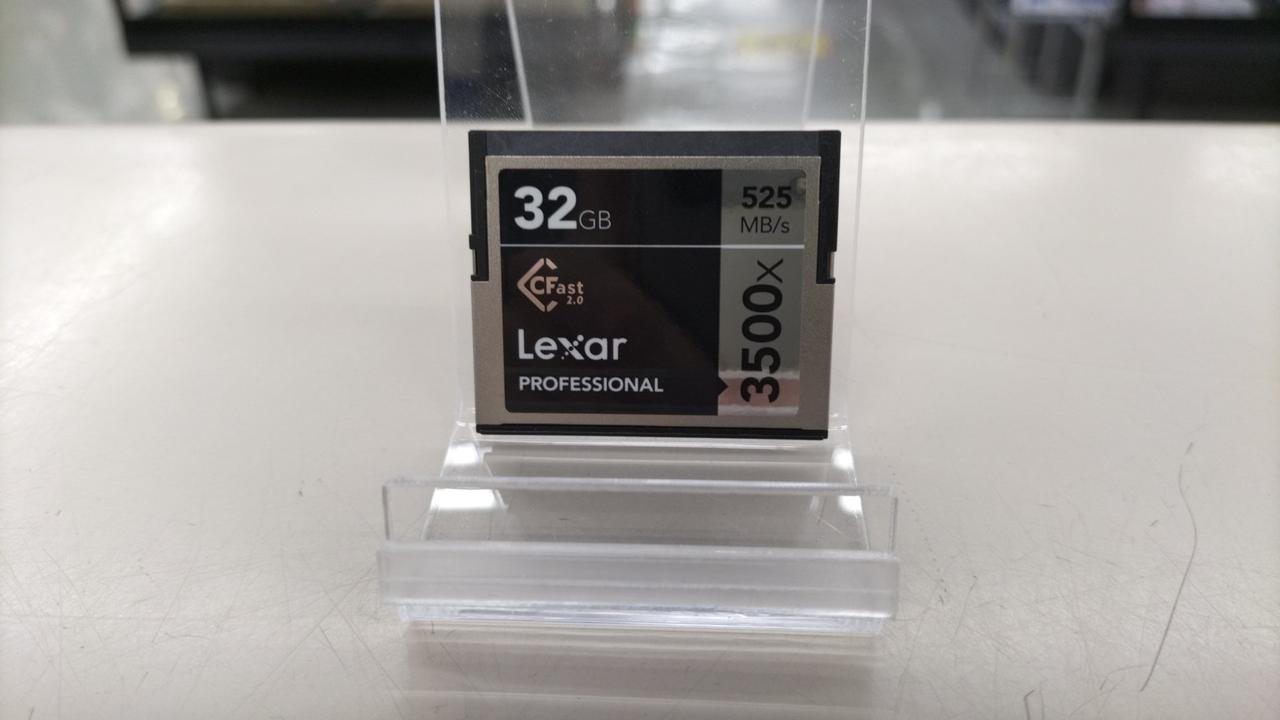 32GB
525
MB/s
CFast
2.0
3500x
Lexar
PROFESSIONAL